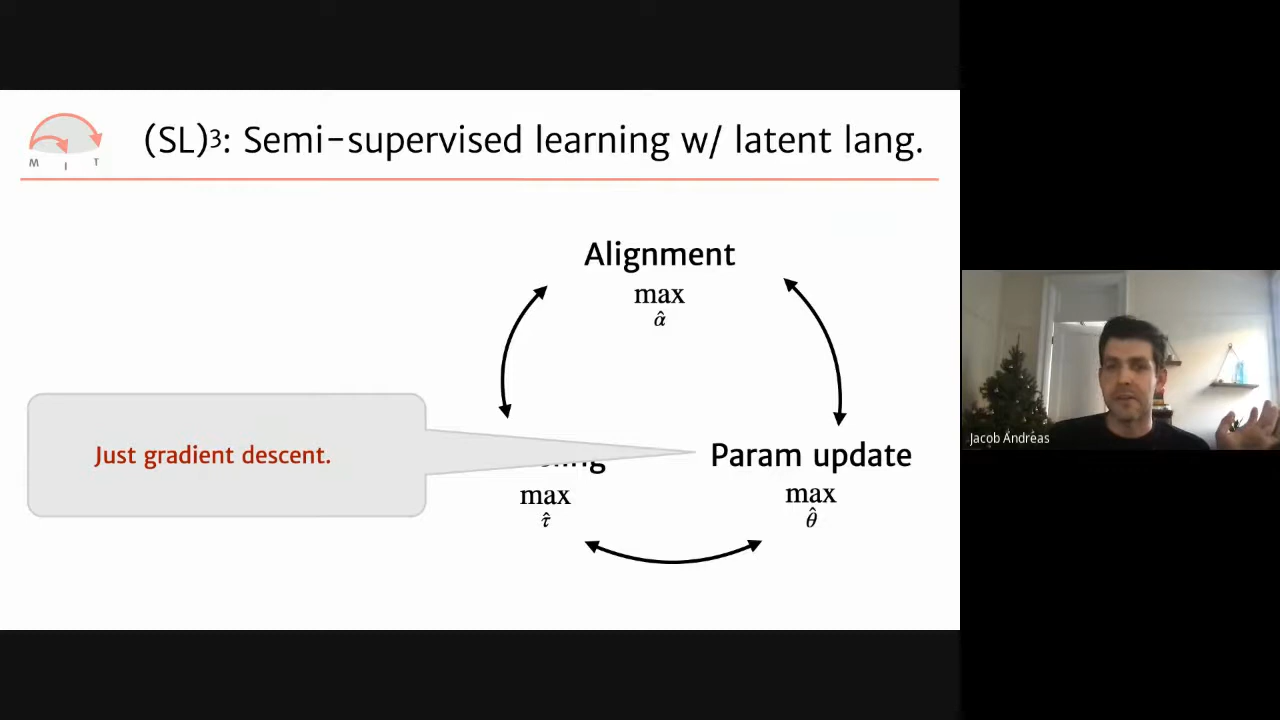 (SL)³: Semi-supervised learning w/ latent lang.
M I T
Alignment
max
α̂
Just gradient descent.
Param update
max
τ̂
max
θ̂
Jacob Andreas